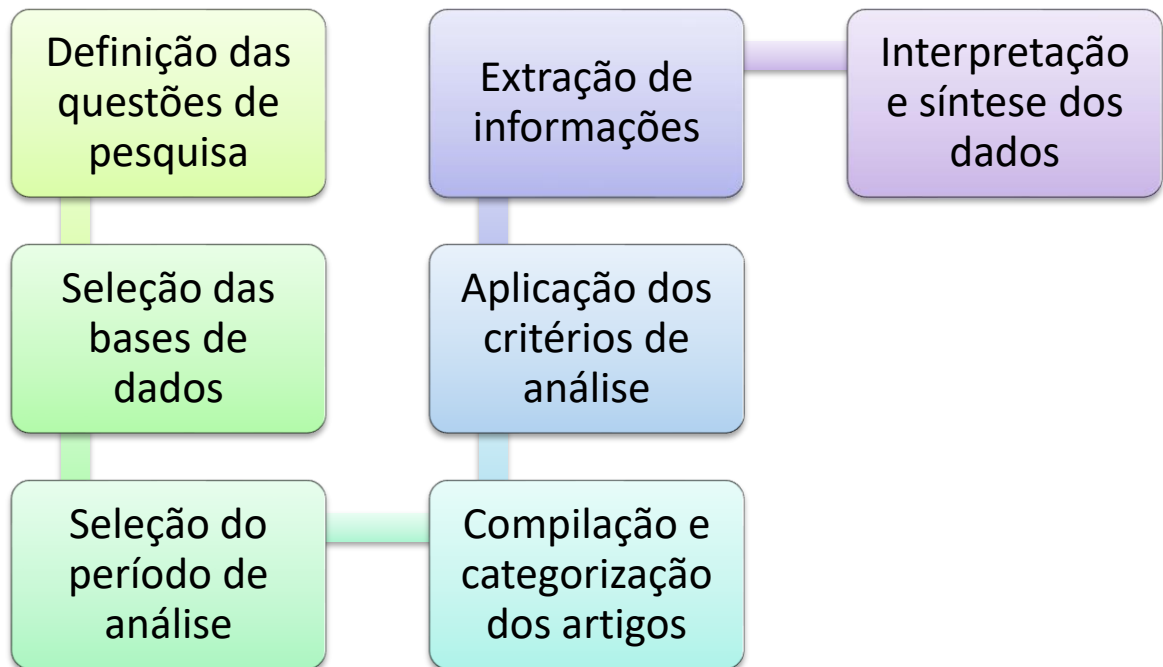 Definição das
questões de
pesquisa
Seleção das
bases de
dados
Seleção do
período de
análise
Compilação e
categorização
dos artigos
Aplicação dos
critérios de
análise
Extração de
informações
Interpretação
e síntese dos
dados